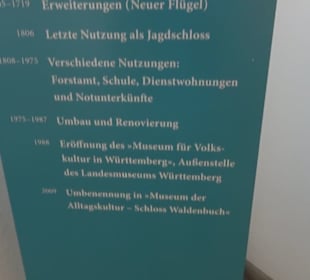 -1719 Erweiterungen (Neuer Flügel)
1806 Letzte Nutzung als Jagdschloss
1808–1975 Verschiedene Nutzungen:
Forstamt, Schule, Dienstwohnungen
und Notunterkünfte
1975–1987 Umbau und Renovierung
1988 Eröffnung des »Museum für Volks-
kultur in Württemberg«, Außenstelle
des Landesmuseums Württemberg
2009 Umbenennung in »Museum der
Alltagskultur – Schloss Waldenbuch«